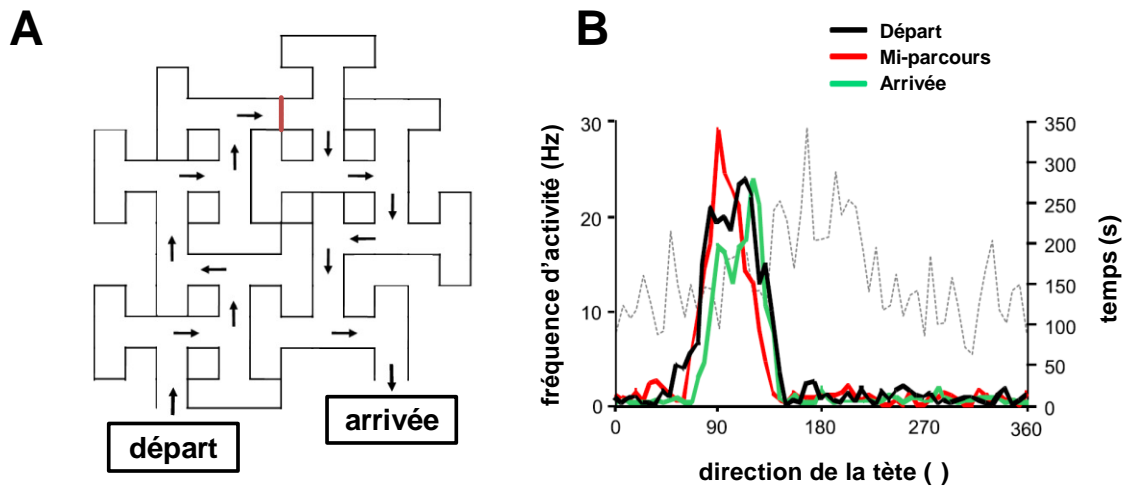 A
départ
arrivée
B
Départ
Mi-parcours
Arrivée
fréquence d'activité (Hz)
30
20
10
0
350
300
250
200
150
100
50
0
temps (s)
0
90
180
270
360
direction de la tète ( )